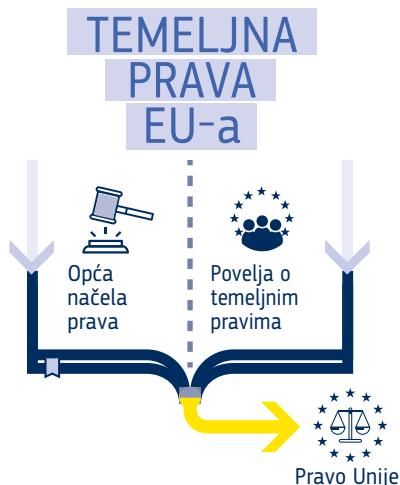 TEMELJNA
PRAVA
EU-a
Opća
načela
prava
Povelja o
temeljnim
pravima
Pravo Unije